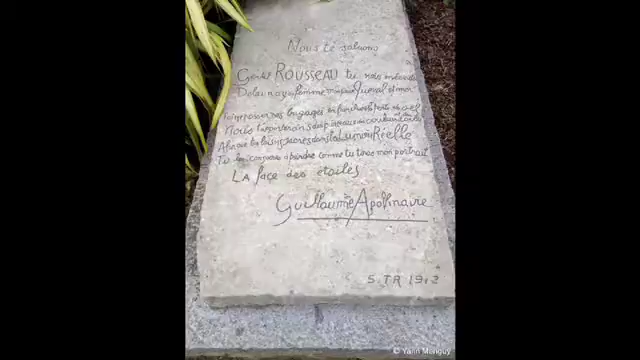 Nous te saluons
Gentil ROUSSEAU tu nous entends
Delaunay sa femme monsieur Queval et moi
Laisse passer nos bagages en franchise à la porte du ciel
Nous t'apporterons des pinceaux des couleurs des toiles
Afin que tes loisirs sacrés dans la Lumière Réelle
Tu les consacres à peindre comme tu tiras mon portrait
LA face des étoiles
Guillaume Apollinaire
S.TR 1912
© Yann Menguy